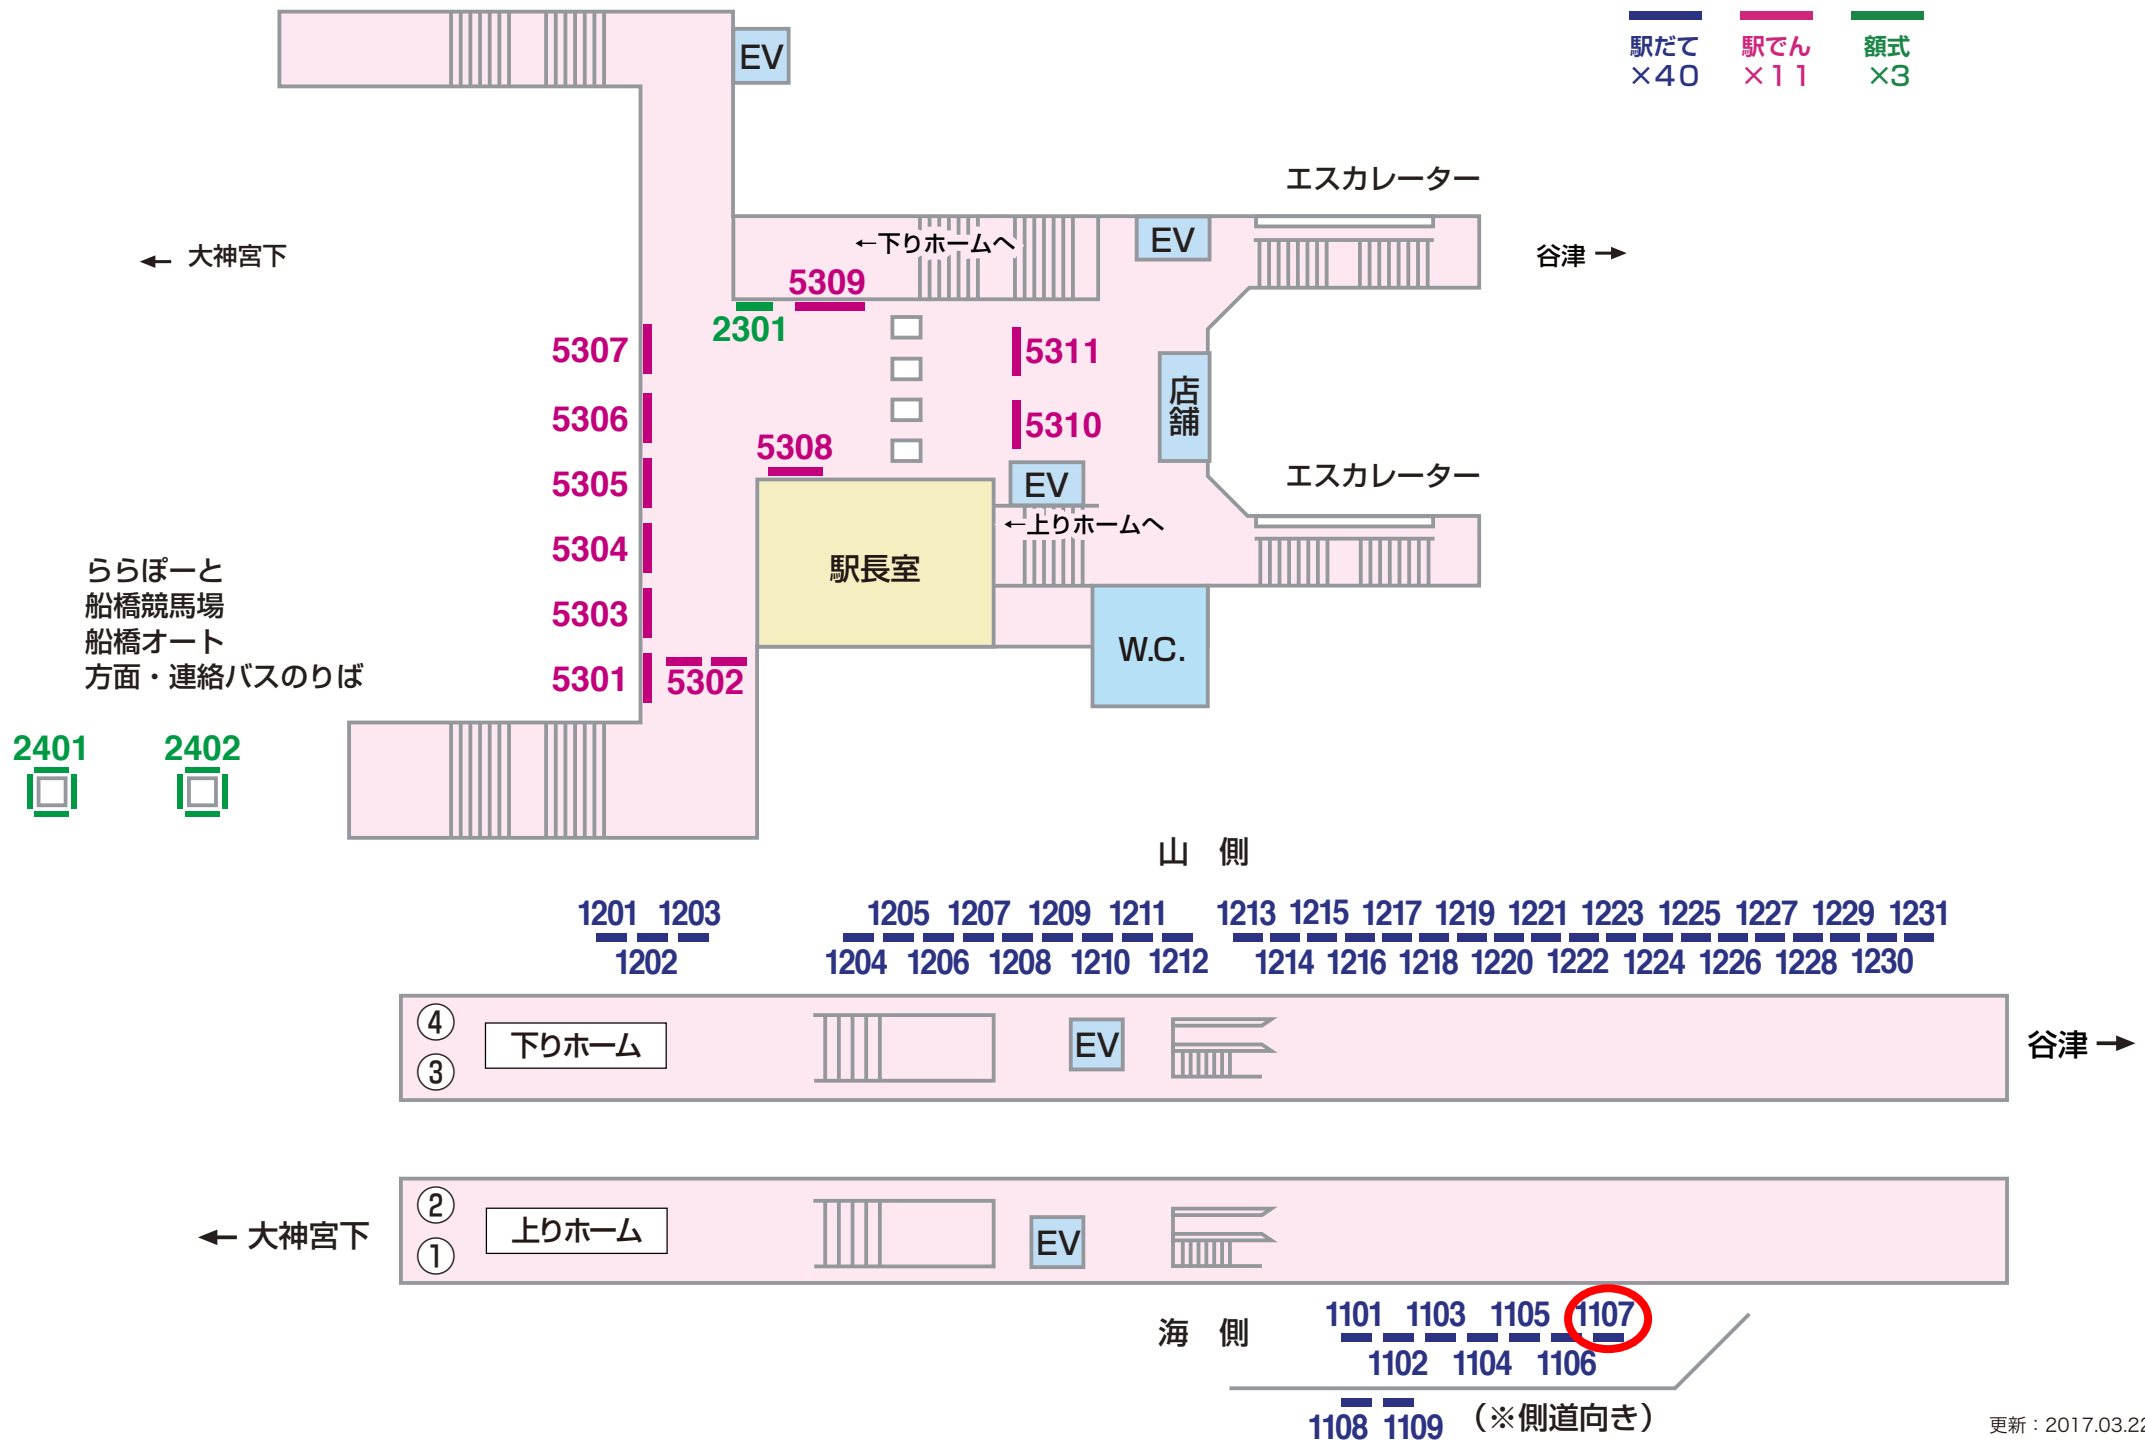 駅だて 駅でん 額式
×40 ×11 ×3
EV
エスカレーター
← 大神宮下
←下りホームへ
EV
谷津 →
5309
2301
5307
5311
店舗
5306
5310
5308
5305
EV
エスカレーター
←上りホームへ
5304
駅長室
ららぽーと
船橋競馬場
船橋オート
方面・連絡バスのりば
5303
W.C.
5301
5302
2401
2402
山 側
1201 1203 1205 1207 1209 1211 1213 1215 1217 1219 1221 1223 1225 1227 1229 1231
1202 1204 1206 1208 1210 1212 1214 1216 1218 1220 1222 1224 1226 1228 1230
④
下りホーム
EV
谷津 →
③
②
上りホーム
← 大神宮下
EV
①
海 側
1101 1103 1105 1107
1102 1104 1106
1108 1109 (※側道向き)
更新：2017.03.22